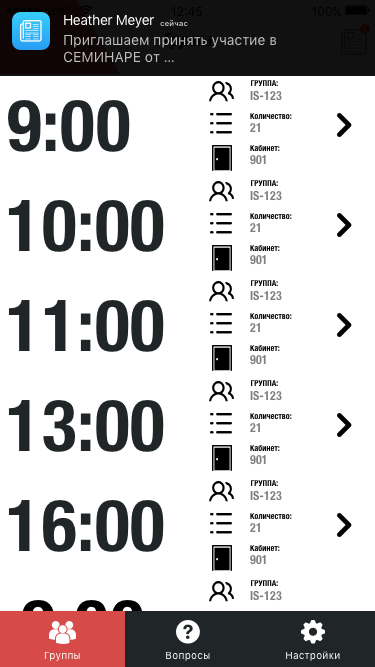 Heather Meyer сейчас
Приглашаем принять участие в
СЕМИНАРЕ от ...
12:45
100%
9:00
ГРУППА:
IS-123
Количество:
21
Кабинет:
901
10:00
ГРУППА:
IS-123
Количество:
21
Кабинет:
901
11:00
ГРУППА:
IS-123
Количество:
21
Кабинет:
901
13:00
ГРУППА:
IS-123
Количество:
21
Кабинет:
901
16:00
ГРУППА:
IS-123
Количество:
21
Кабинет:
901
ГРУППА:
IS-123
Группы
Вопросы
Настройки